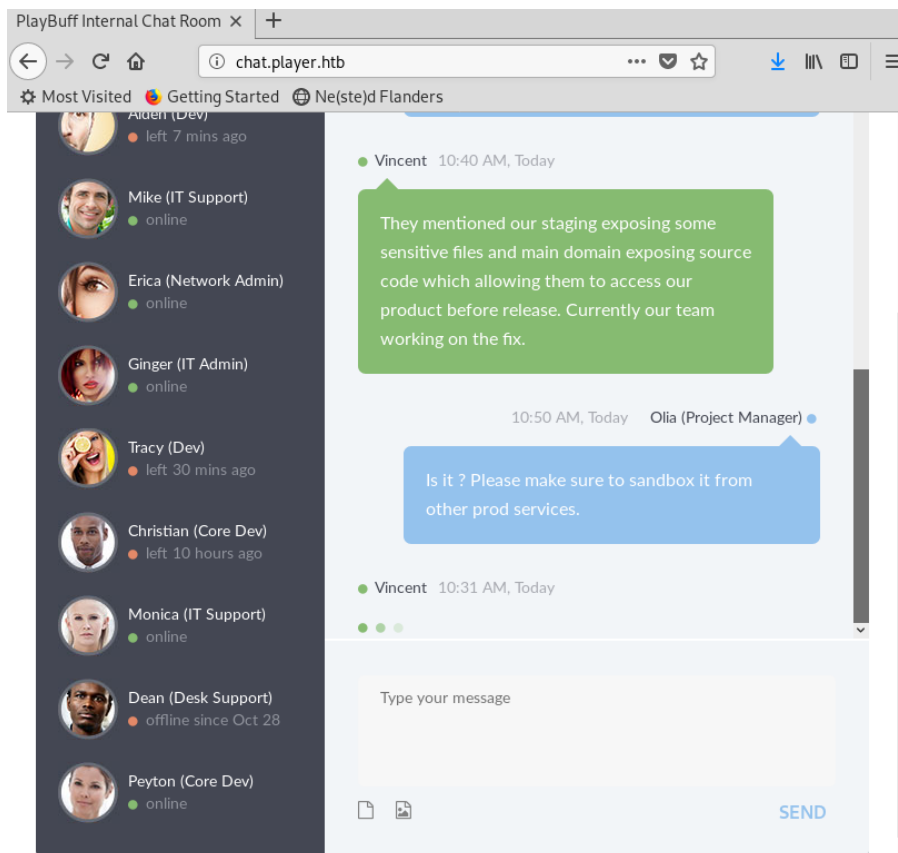 PlayBuff Internal Chat Room
chat.player.htb
Most Visited Getting Started Ne(ste)d Flanders
Aiden (Dev)
left 7 mins ago
Mike (IT Support)
online
Erica (Network Admin)
online
Ginger (IT Admin)
online
Tracy (Dev)
left 30 mins ago
Christian (Core Dev)
left 10 hours ago
Monica (IT Support)
online
Dean (Desk Support)
offline since Oct 28
Peyton (Core Dev)
online
Vincent 10:40 AM, Today
They mentioned our staging exposing some
sensitive files and main domain exposing source
code which allowing them to access our
product before release. Currently our team
working on the fix.
10:50 AM, Today Olia (Project Manager)
Is it ? Please make sure to sandbox it from
other prod services.
Vincent 10:31 AM, Today
Type your message
SEND